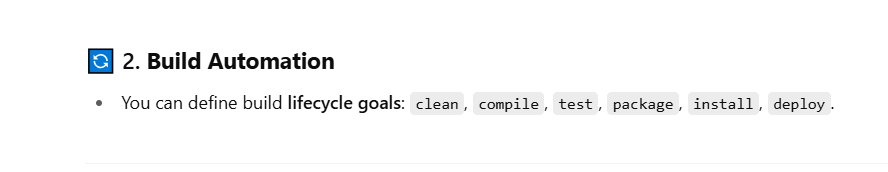 🔄 2. Build Automation
• You can define build lifecycle goals: clean, compile, test, package, install, deploy.